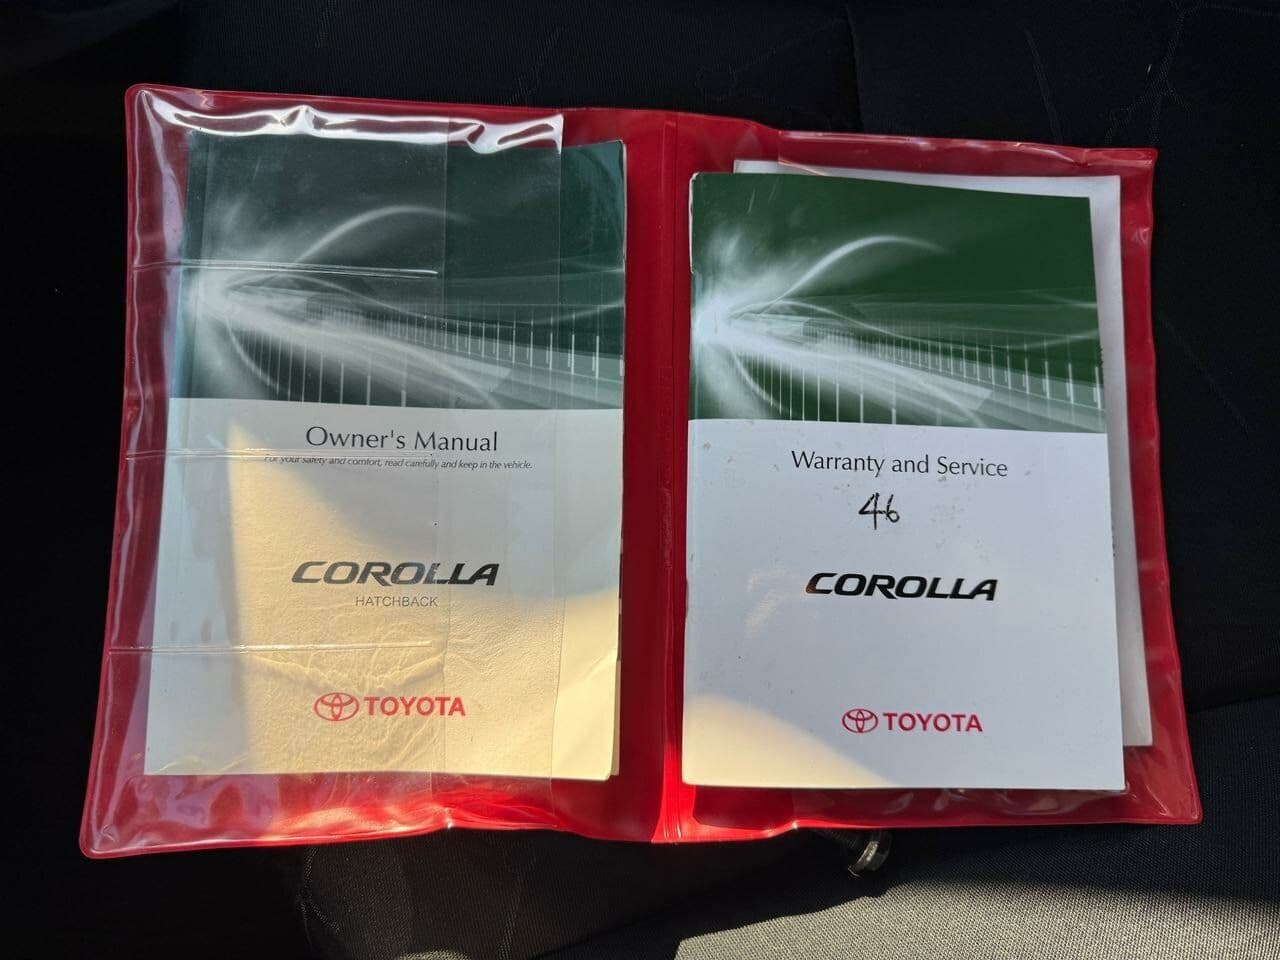 Owner's Manual
For your safety and comfort, read carefully and keep in the vehicle.
COROLLA
HATCHBACK
TOYOTA
Warranty and Service
46
COROLLA
TOYOTA